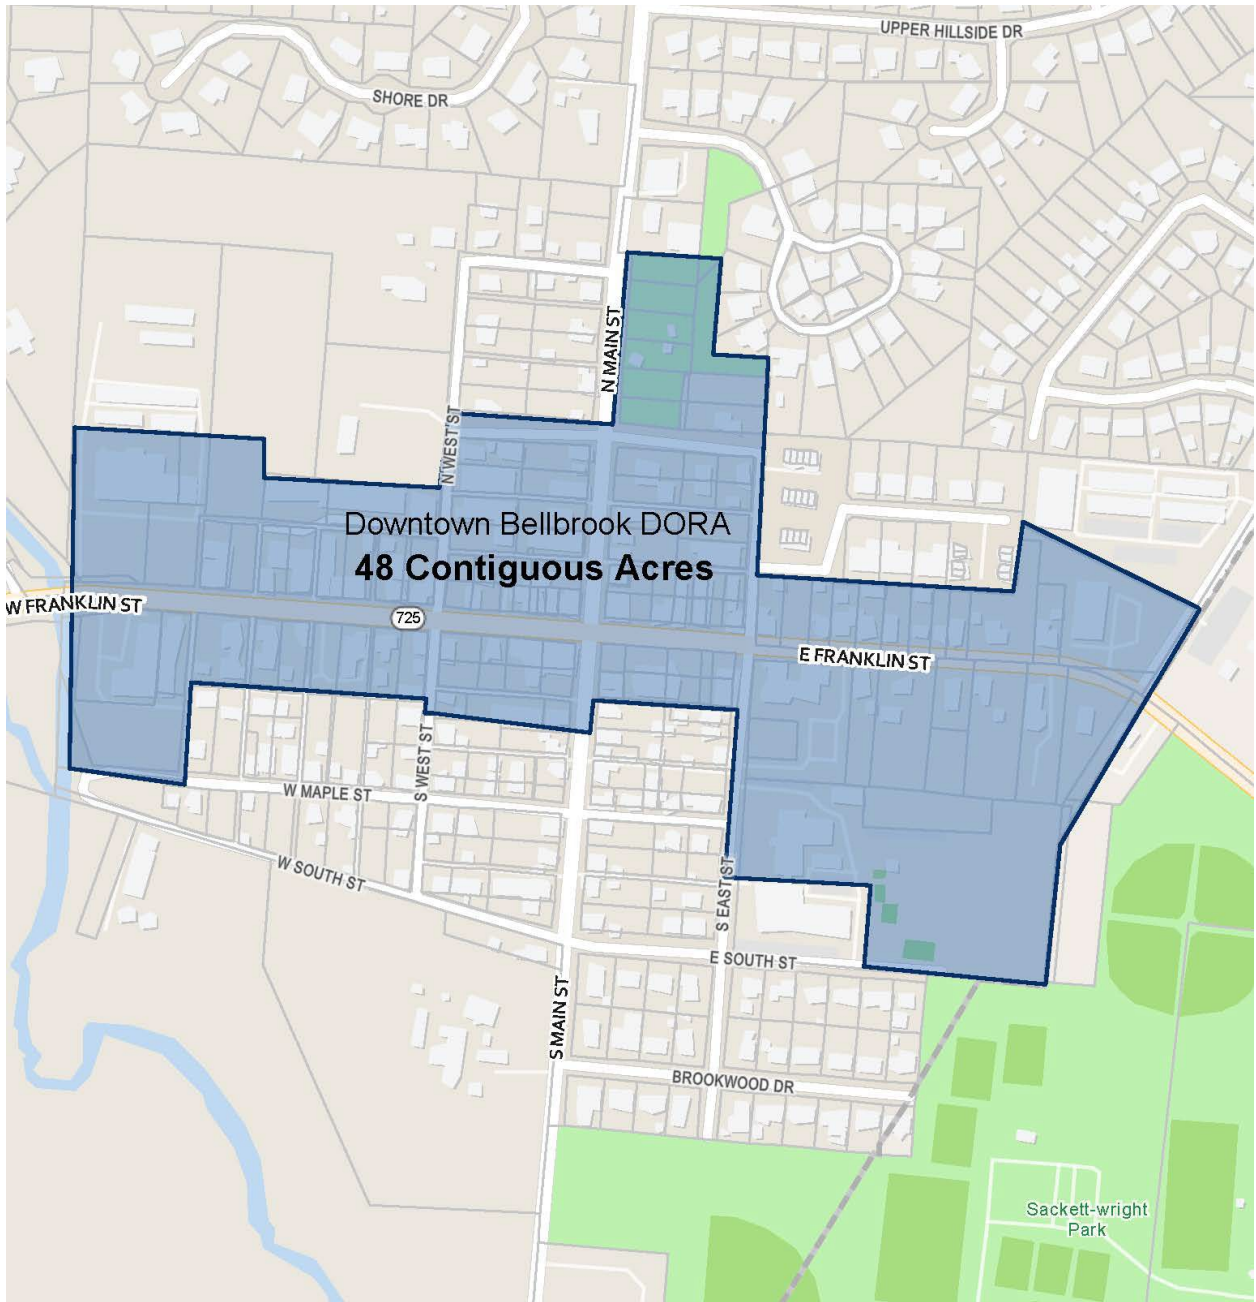 UPPER HILLSIDE DR
SHORE DR
N MAIN ST
N WEST ST
Downtown Bellbrook DORA
48 Contiguous Acres
W FRANKLIN ST
725
E FRANKLIN ST
S WEST ST
W MAPLE ST
W SOUTH ST
S EAST ST
E SOUTH ST
S MAIN ST
BROOKWOOD DR
Sackett-wright
Park